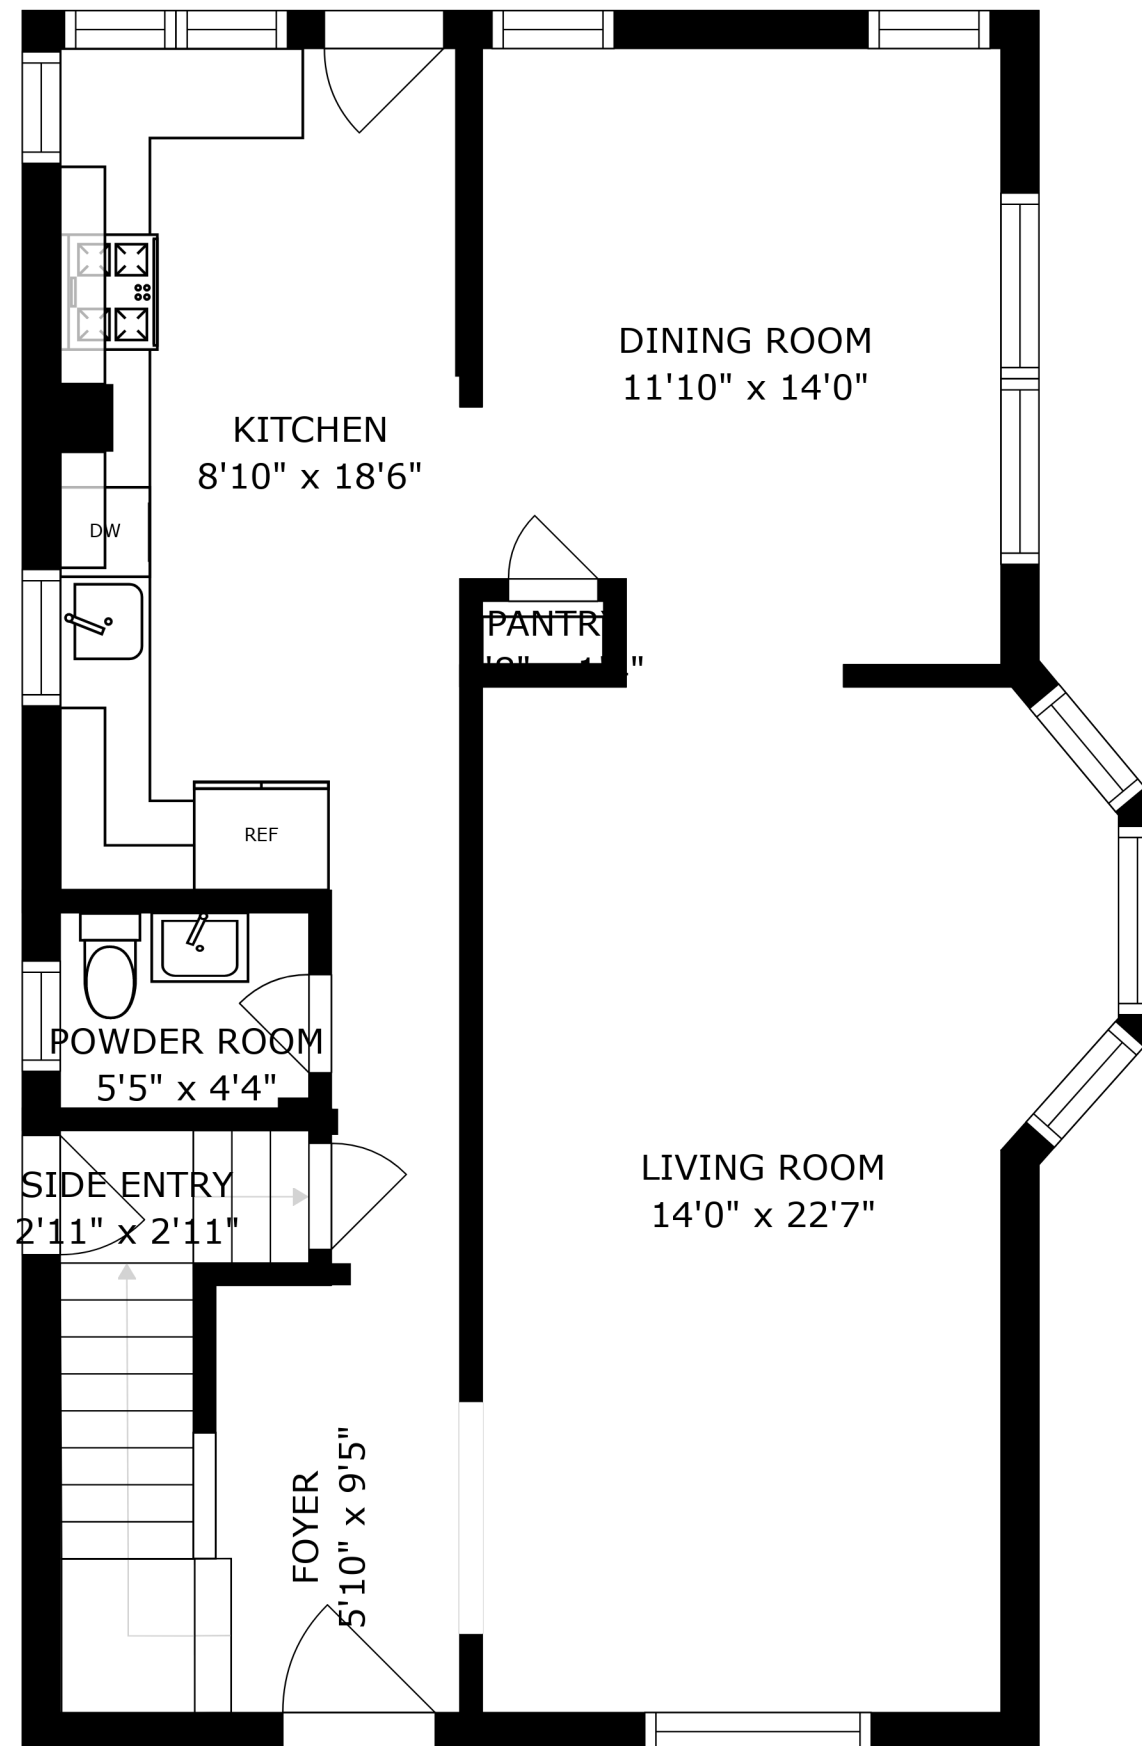 DINING ROOM
11'10" x 14'0"
KITCHEN
8'10" x 18'6"
DW
PANTRY
REF
POWDER ROOM
5'5" x 4'4"
SIDE ENTRY
2'11" x 2'11"
LIVING ROOM
14'0" x 22'7"
FOYER
5'10" x 9'5"